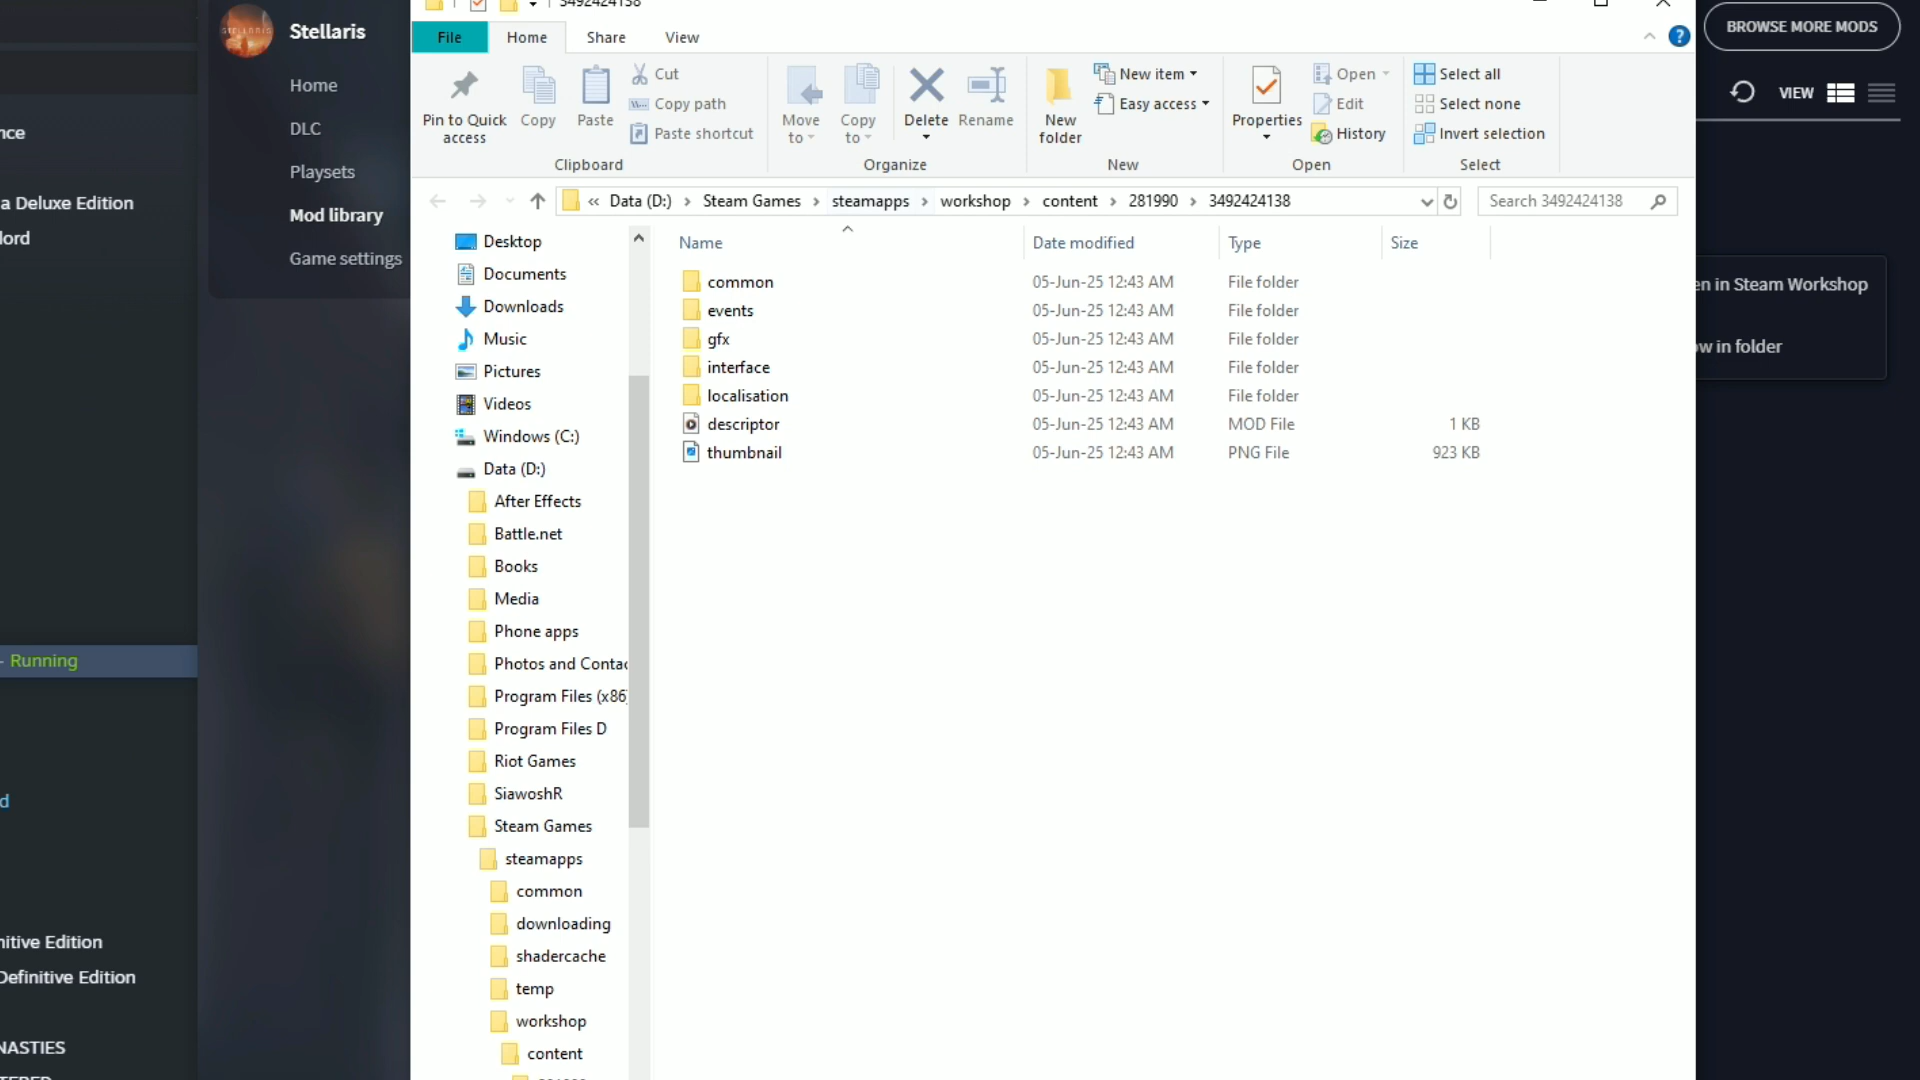 3492424138
Stellaris
File
Home
Share
View
BROWSE MORE MODS
Home
DLC
Playsets
Mod library
Game settings
Pin to Quick
access
Copy
Paste
Cut
Copy path
Paste shortcut
Clipboard
Move
to
Copy
to
Delete
Rename
Organize
New
folder
New item
Easy access
New
Properties
Open
Edit
History
Open
Select all
Select none
Invert selection
Select
VIEW
« Data (D:) > Steam Games > steamapps > workshop > content > 281990 > 3492424138
Search 3492424138
Name
Date modified
Type
Size
common 05-Jun-25 12:43 AM File folder
events 05-Jun-25 12:43 AM File folder
gfx 05-Jun-25 12:43 AM File folder
interface 05-Jun-25 12:43 AM File folder
localisation 05-Jun-25 12:43 AM File folder
descriptor 05-Jun-25 12:43 AM MOD File 1 KB
thumbnail 05-Jun-25 12:43 AM PNG File 923 KB
Desktop
Documents
Downloads
Music
Pictures
Videos
Windows (C:)
Data (D:)
After Effects
Battle.net
Books
Media
Phone apps
Photos and Contac
Program Files (x86)
Program Files D
Riot Games
SiawoshR
Steam Games
steamapps
common
downloading
shadercache
temp
workshop
content
en in Steam Workshop
ow in folder
nce
a Deluxe Edition
lord
- Running
d
nitive Edition
Definitive Edition
NASTIES